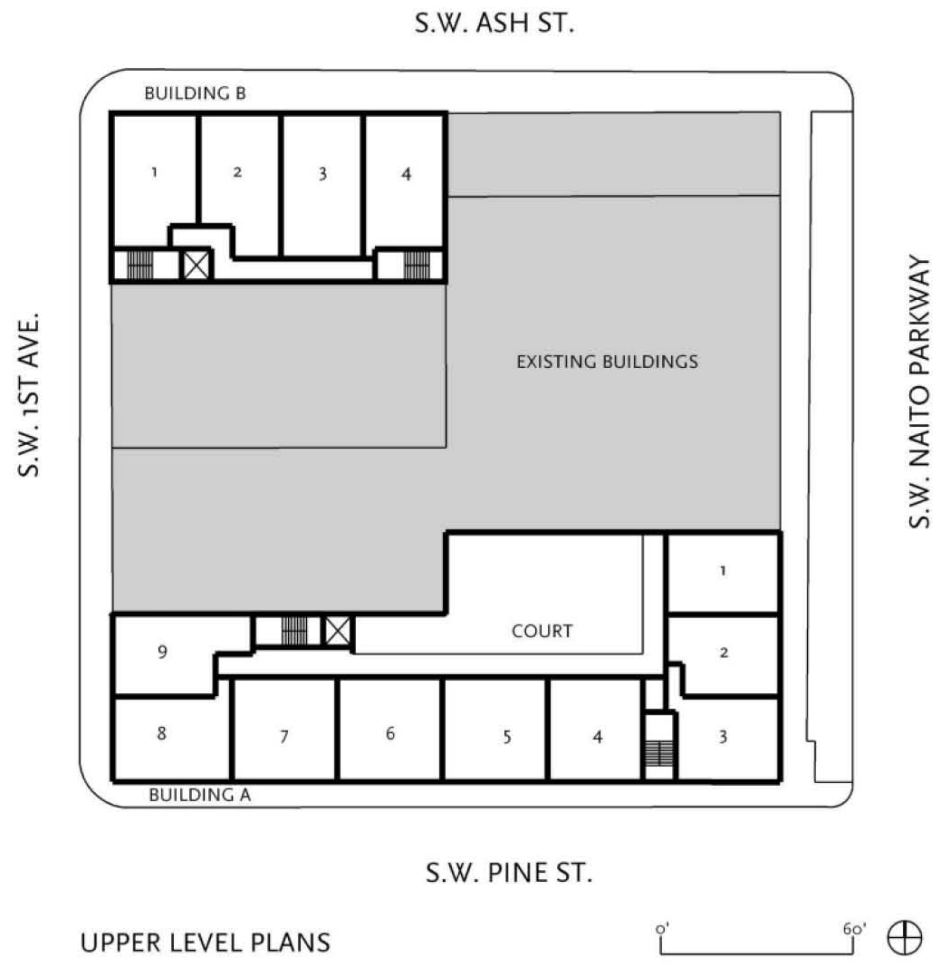 S.W. ASH ST.
BUILDING B
1 2 3 4
S.W. 1ST AVE.
EXISTING BUILDINGS
S.W. NAITO PARKWAY
1
COURT
9 2
8 7 6 5 4 3
BUILDING A
S.W. PINE ST.
UPPER LEVEL PLANS
0' 60'